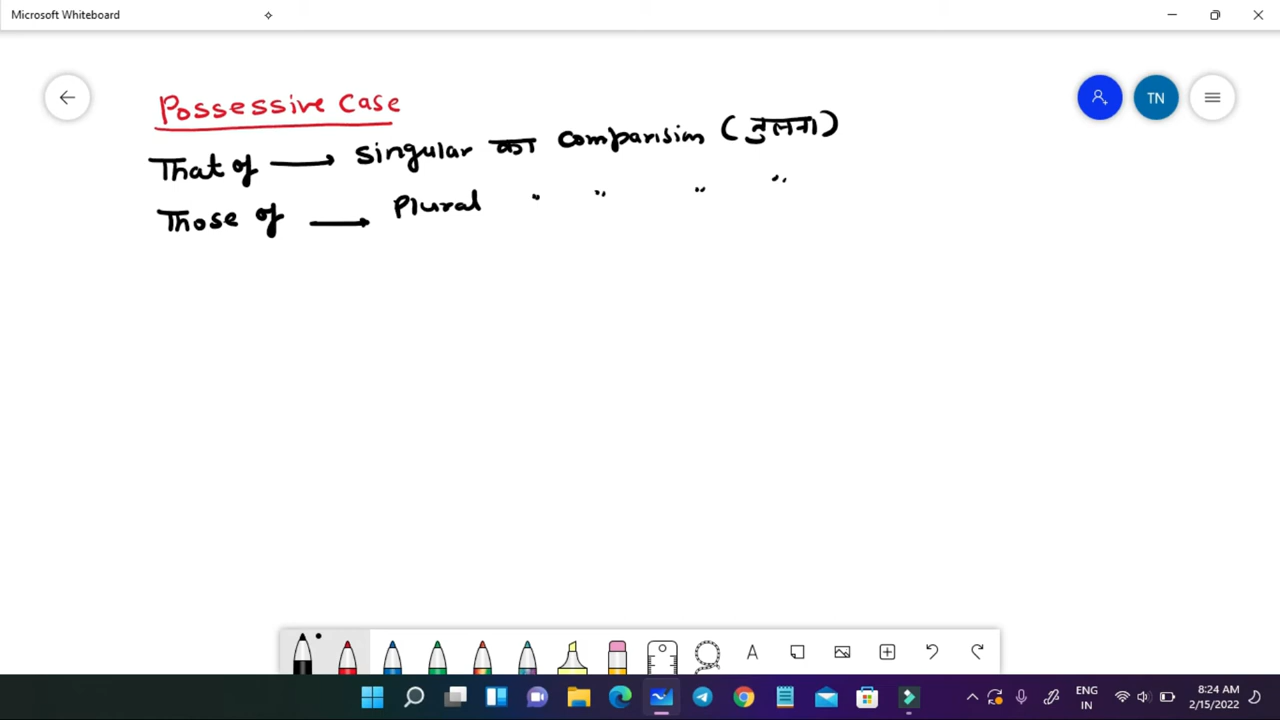 Microsoft Whiteboard
TN
Possessive Case
That of → Singular का comparision (तुलना)
Those of → Plural " " " "
A
ENG
IN
8:24 AM
2/15/2022